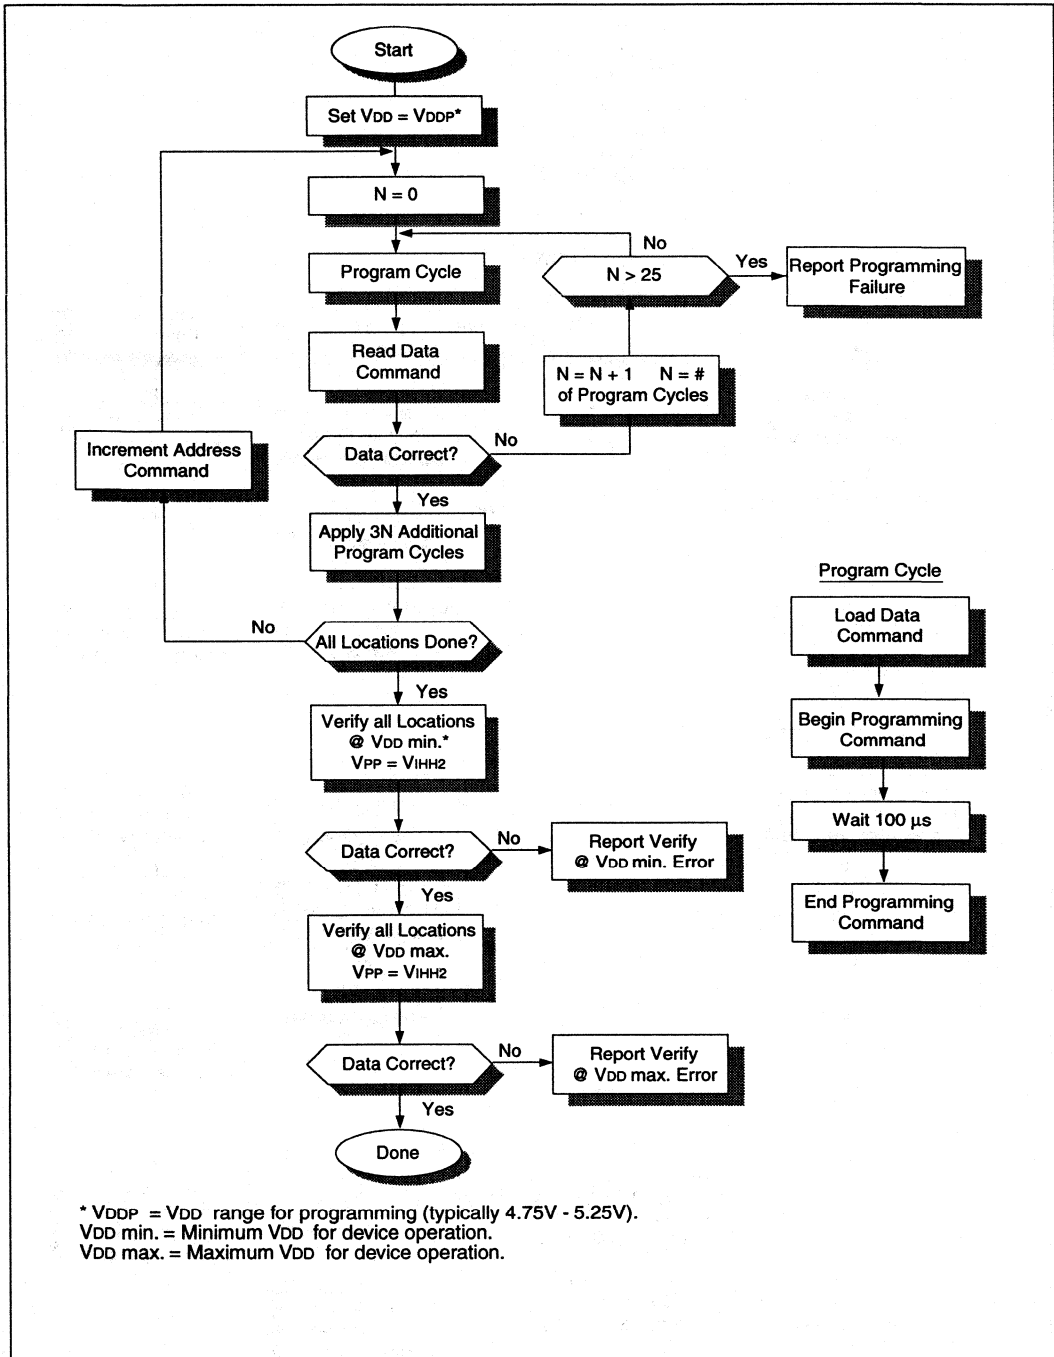 Start
Set VDD = VDDP*
N = 0
Program Cycle
No
N > 25
Yes
Report Programming
Failure
Read Data
Command
N = N + 1 N = #
of Program Cycles
Increment Address
Command
Data Correct?
No
Yes
Apply 3N Additional
Program Cycles
No
All Locations Done?
Yes
Verify all Locations
@ VDD min.*
VPP = VIHH2
Data Correct?
No
Report Verify
@ VDD min. Error
Yes
Verify all Locations
@ VDD max.
VPP = VIHH2
Data Correct?
No
Report Verify
@ VDD max. Error
Yes
Done
Program Cycle
Load Data
Command
Begin Programming
Command
Wait 100 µs
End Programming
Command
* VDDP = VDD range for programming (typically 4.75V - 5.25V).
VDD min. = Minimum VDD for device operation.
VDD max. = Maximum VDD for device operation.